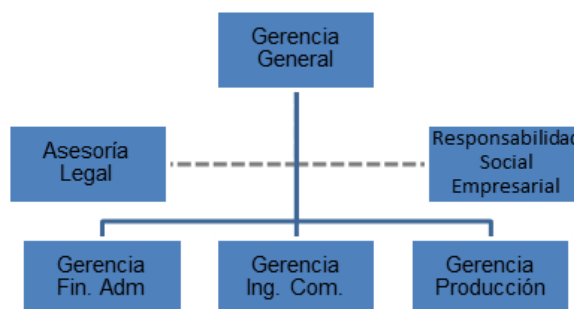 Gerencia
General
Asesoría
Legal
Responsabilidad
Social
Empresarial
Gerencia
Fin. Adm
Gerencia
Ing. Com.
Gerencia
Producción